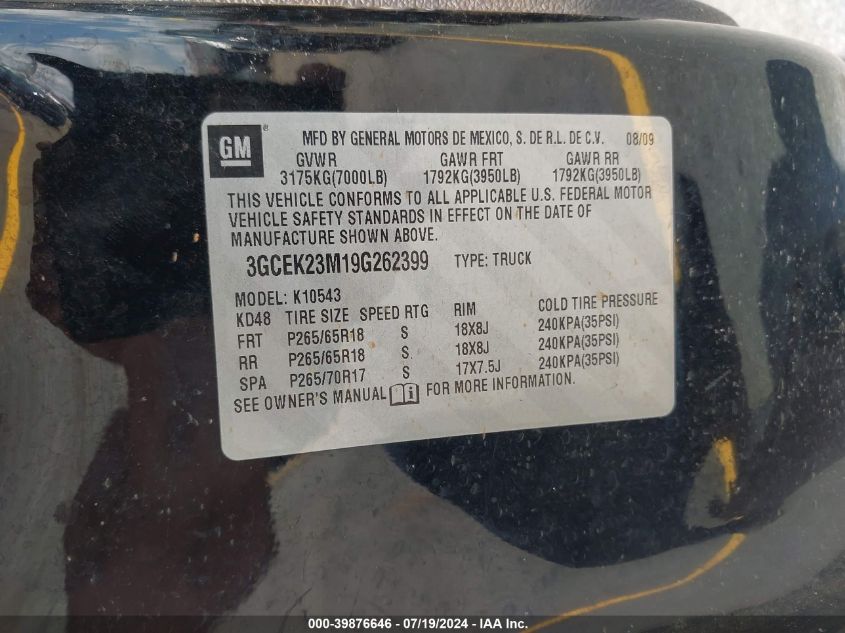 GM ® MFD BY GENERAL MOTORS DE MEXICO, S. DE R.L. DE C.V. 08/09
GVWR GAWR FRT GAWR RR
3175KG(7000LB) 1792KG(3950LB) 1792KG(3950LB)
THIS VEHICLE CONFORMS TO ALL APPLICABLE U.S. FEDERAL MOTOR
VEHICLE SAFETY STANDARDS IN EFFECT ON THE DATE OF
MANUFACTURE SHOWN ABOVE.
3GCEK23M19G262399 TYPE: TRUCK
MODEL: K10543
KD48 TIRE SIZE SPEED RTG RIM COLD TIRE PRESSURE
FRT P265/65R18 S 18X8J 240KPA(35PSI)
RR P265/65R18 S 18X8J 240KPA(35PSI)
SPA P265/70R17 S 17X7.5J 240KPA(35PSI)
SEE OWNER'S MANUAL FOR MORE INFORMATION.
000-39876646 - 07/19/2024 - IAA Inc.